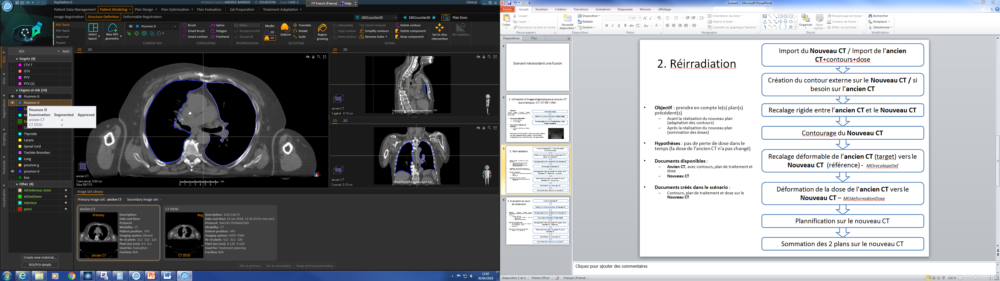 RayStation 6
Patient name: ANDREE BARBIER ID: 201603596 Case: CASE 2
FR French (France) Help
Clinical
Patient Data Management Patient Modeling Plan Design Plan Optimization Plan Evaluation QA Preparation Treatment Adaptation
Image Registration Structure Definition Deformable Registration
1801susclav30 1801susclav30 Plan Dose
ROI Tools
POI Tools
Approval
Fusion
Select layout
New ROI geometry
Poumon D
CURRENT ROI
Brush Spline
Smart brush Polygon
Smart contour Freehand
CONTOURING
Show
Accept current
Accept all
INTERPOLATION
Mode:
2D
3D
Deform
Translate
Rotate
Scale
3D EDITING
Region growing
Interpolate Couch removal Delete contour
Copy contour Simplify contours Delete component
Paste contour Remove holes Keep component
Set to slice intersection
EXTRAS
ROI statistics
ROIs
POIs
Registrations
Scripting
Protocols
Visualization
ROI Matl
Targets (4)
CTV T
GTV
PTV
PTV (1)
Organs at risk (14)
Poumon G
Poumon D
Poumon D
Examination Segmented Approved
ancien CT x
CT DOSI x
Thyroide
Larynx
Spinal Cord
Trachée Bronches
Lung
poumon g
poumon d
box
Other (4)
AIOinterieur-1mm
AIOext3mm
interieur
paroi
Create new material...
ROI/POI details
2D 3D
ancien CT
Transversal: 9.60 cm
Slice 58/115
0 1 2 3 4 5 6 7 cm
2D 3D
ancien CT
Sagittal: 0.10 cm
0 5 10 15 20 cm
2D 3D
ancien CT
Coronal: 0.10 cm
0 5 10 15 20 cm
Image Set Library
Primary image set: ancien CT Secondary image set: -
ancien CT
Primary
ancien CT
Description:
Date and time:
Protocol:
Modality: CT
Patient position: HFS
Imaging system: [None]
Nr of pixels: 512 512 115
Pixel size [cm]: 0.1 0.1
Used for: Evaluation
Fraction: N/A
CT DOSI
Reg
CT DOSI
Description: SUS CLAV D
Date and time: 23 Jan 2018, 11:33:23 (hr:min:sec)
Protocol: RACHIS THORAX/CRG
Modality: CT
Patient position: HFS
Imaging system: HOST-7569
Nr of pixels: 512 512 126
Pixel size [cm]: 0.129 0.129
Used for: Treatment planning
Fraction: N/A
Set as primary Set as secondary Swap primary/secondary
17:07
30/04/2018
Scenarii - Microsoft PowerPoint
Fichier Accueil Insertion Création Transitions Animations Diaporama Révision Affichage
Coller
Couper
Copier
Reproduire la mise en forme
Presse-papiers
Nouvelle diapositive
Disposition
Rétablir
Section
Diapositives
12
Police
Orientation du texte
Aligner le texte
Convertir en graphique SmartArt
Paragraphe
Organiser
Styles rapides
Remplissage de forme
Contour de forme
Effets sur la forme
Dessin
Rechercher
Remplacer
Sélectionner
Modification
Diapositives Plan
1
Scenarii nécessitant une fusion
2
1. Utilisation d'images diagnostiques en plus du CT
dosimétrique - CT / CT-TEP / IRM -
3
2. Réirradiation
4
3. Evaluation en cours
de traitement
2. Réirradiation
• Objectif : prendre en compte le(s) plan(s)
précédent(s)
– Avant la réalisation du nouveau plan
(adaptation des contours)
– Après la réalisation du nouveau plan
(sommation des doses)
• Hypothèses : pas de perte de dose dans le
temps (la dose de l'ancien CT n'a pas changé)
• Documents disponibles :
– Ancien CT, avec contours, plan de traitement et
dose
– Nouveau CT
• Documents créés dans le scénario :
– Contours, plan de traitement et dose sur le
Nouveau CT
Import du Nouveau CT / Import de l'ancien
CT+contours+dose
Création du contour externe sur le Nouveau CT / si
besoin sur l'ancien CT
Recalage rigide entre l'ancien CT et le Nouveau CT
Contourage du Nouveau CT
Recalage déformable de l'ancien CT (target) vers le
Nouveau CT (référence) - MOrecalageDef
Déformation de la dose de l'ancien CT vers le
Nouveau CT – MOdeformationDose
Plannification sur le nouveau CT
Sommation des 2 plans sur le nouveau CT
Cliquez pour ajouter des commentaires
Diapositive 3 de 4 "Thème Office" Français (France) 116 %